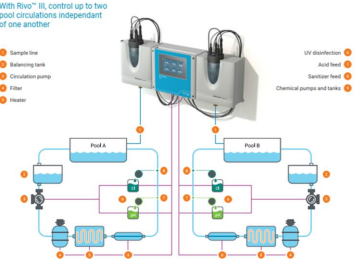 With Rivo™ III, control up to two
pool circulations independant
of one another
Sample line
Balancing tank
Circulation pump
Filter
Heater
UV disinfection
Acid feed
Sanitizer feed
Chemical pumps and tanks
Pool A
Pool B